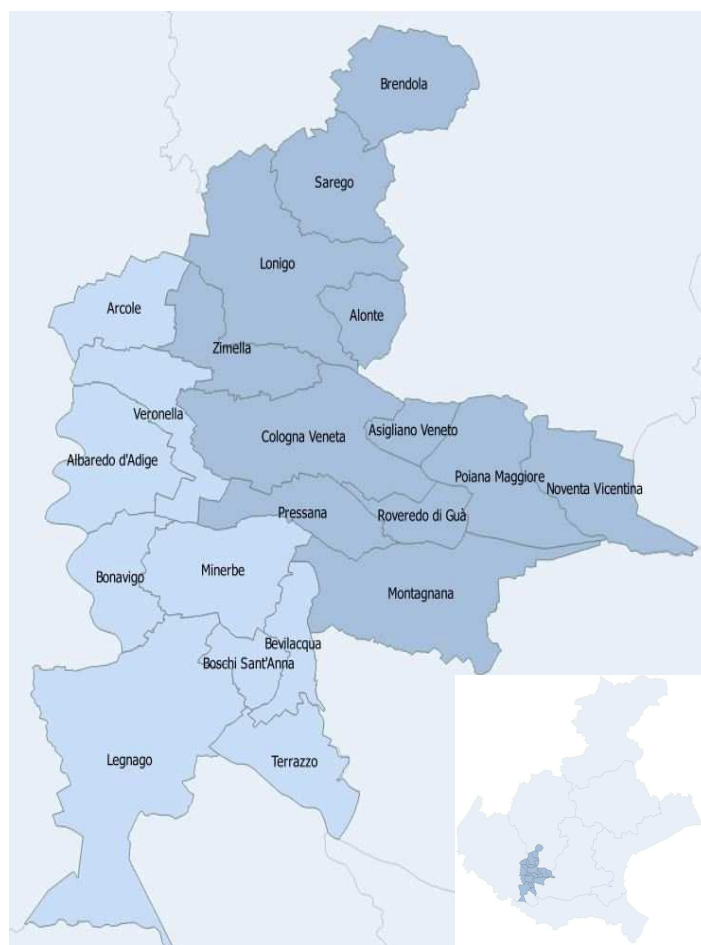 Brendola
Sarego
Lonigo
Arcole
Alonte
Zimella
Veronella
Asigliano Veneto
Cologna Veneta
Albaredo d'Adige
Poiana Maggiore
Noventa Vicentina
Pressana
Roveredo di Guà
Bonavigo
Minerbe
Montagnana
Bevilacqua
Boschi Sant'Anna
Legnago
Terrazzo